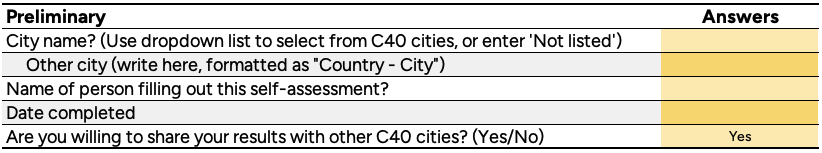 Preliminary Answers
City name? (Use dropdown list to select from C40 cities, or enter 'Not listed')
Other city (write here, formatted as "Country - City")
Name of person filling out this self-assessment?
Date completed
Are you willing to share your results with other C40 cities? (Yes/No) Yes